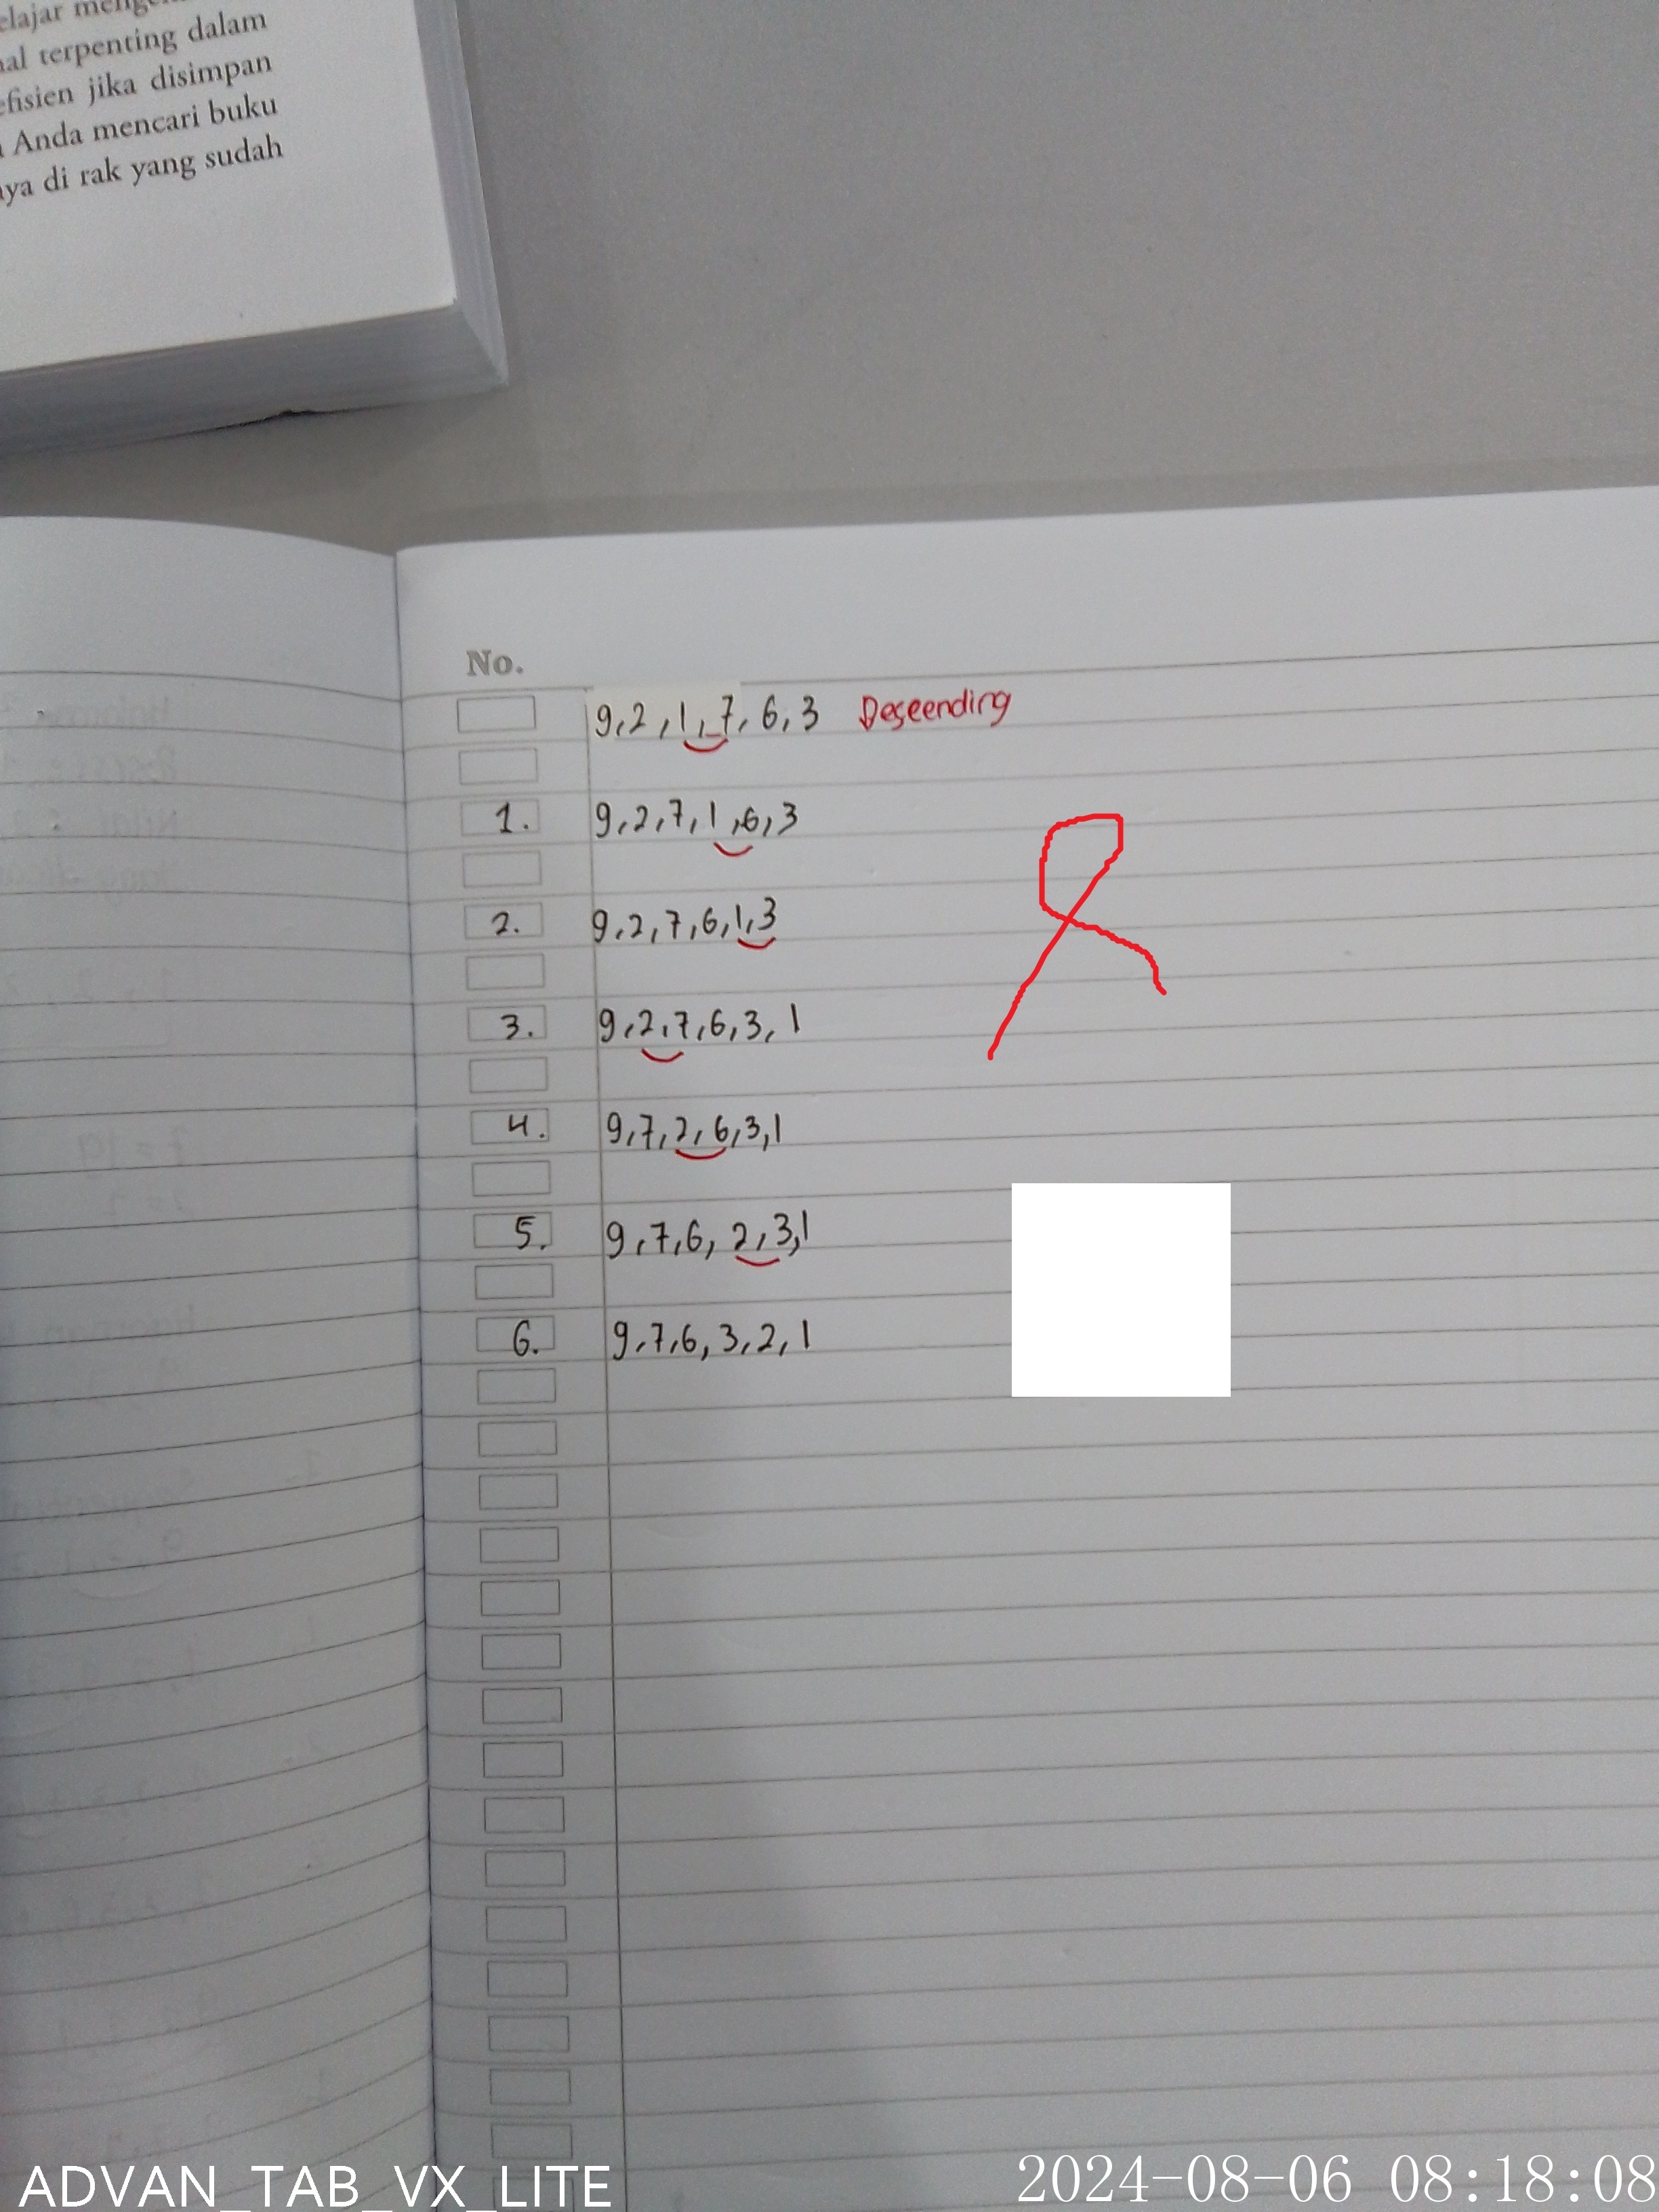 elajar
al terpenting dalam
efisien jika disimpan
Anda mencari buku
ya di rak yang sudah
No.
9,2,1,7,6,3 Descending
1. 9,2,7,1,6,3
2. 9,2,7,6,1,3
3. 9,2,7,6,3,1
4. 9,7,2,6,3,1
5. 9,7,6,2,3,1
6. 9,7,6,3,2,1
ADVAN_TAB_VX_LITE
2024-08-06 08:18:08